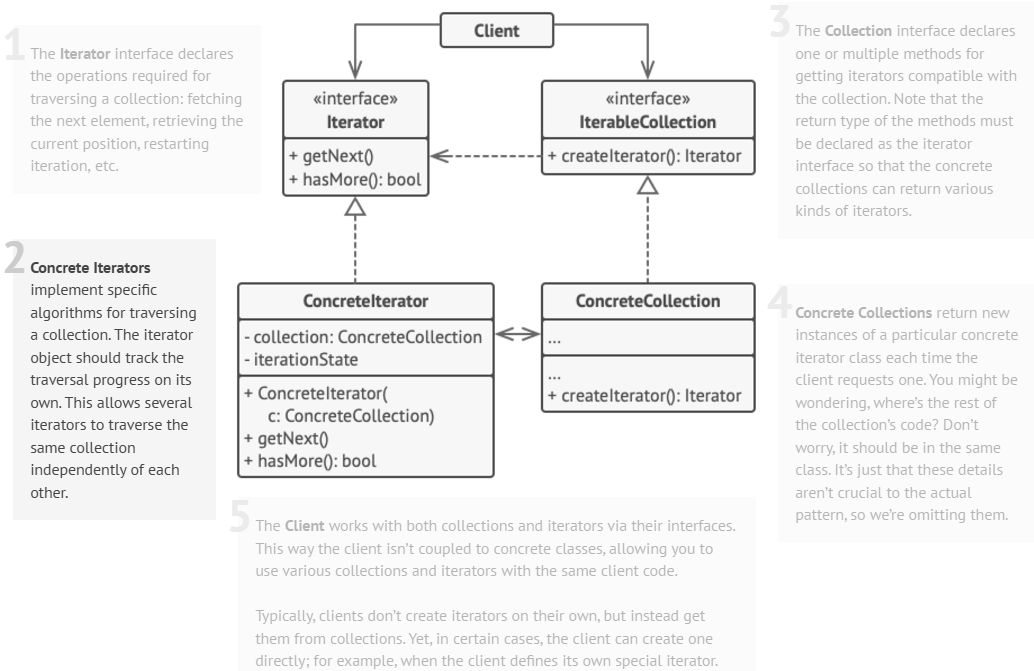 Client
1
The Iterator interface declares
the operations required for
traversing a collection: fetching
the next element, retrieving the
current position, restarting
iteration, etc.
«interface»
Iterator
+ getNext()
+ hasMore(): bool
«interface»
IterableCollection
+ createIterator(): Iterator
3
The Collection interface declares
one or multiple methods for
getting iterators compatible with
the collection. Note that the
return type of the methods must
be declared as the iterator
interface so that the concrete
collections can return various
kinds of iterators.
2
Concrete Iterators
implement specific
algorithms for traversing
a collection. The iterator
object should track the
traversal progress on its
own. This allows several
iterators to traverse the
same collection
independently of each
other.
ConcreteIterator
- collection: ConcreteCollection
- iterationState
+ ConcreteIterator(
c: ConcreteCollection)
+ getNext()
+ hasMore(): bool
ConcreteCollection
...
...
+ createIterator(): Iterator
4
Concrete Collections return new
instances of a particular concrete
iterator class each time the
client requests one. You might be
wondering, where's the rest of
the collection's code? Don't
worry, it should be in the same
class. It's just that these details
aren't crucial to the actual
pattern, so we're omitting them.
5
The Client works with both collections and iterators via their interfaces.
This way the client isn't coupled to concrete classes, allowing you to
use various collections and iterators with the same client code.
Typically, clients don't create iterators on their own, but instead get
them from collections. Yet, in certain cases, the client can create one
directly; for example, when the client defines its own special iterator.